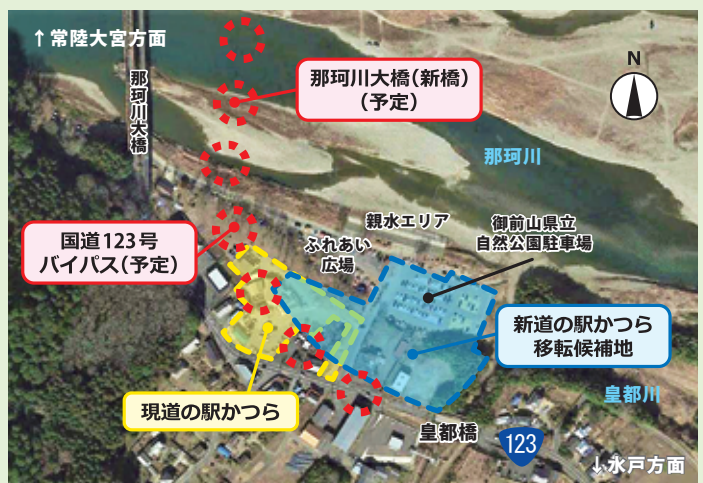 ↑常陸大宮方面
那珂川大橋
那珂川大橋（新橋）
（予定）
N
那珂川
国道123号
バイパス（予定）
親水エリア
ふれあい
広場
御前山県立
自然公園駐車場
新道の駅かつら
移転候補地
現道の駅かつら
皇都川
皇都橋
123
↓水戸方面